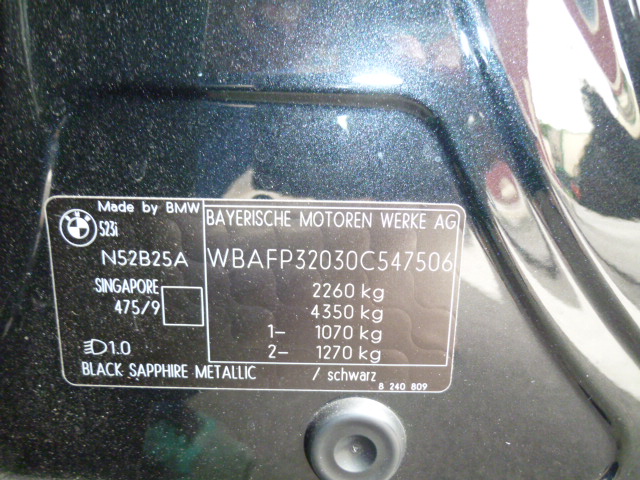 Made by BMW
BMW
523i
N52B25A
SINGAPORE
475/9
1.0
BLACK SAPPHIRE METALLIC / schwarz
BAYERISCHE MOTOREN WERKE AG
WBAFP32030C547506
2260 kg
4350 kg
1– 1070 kg
2– 1270 kg
8 240 809